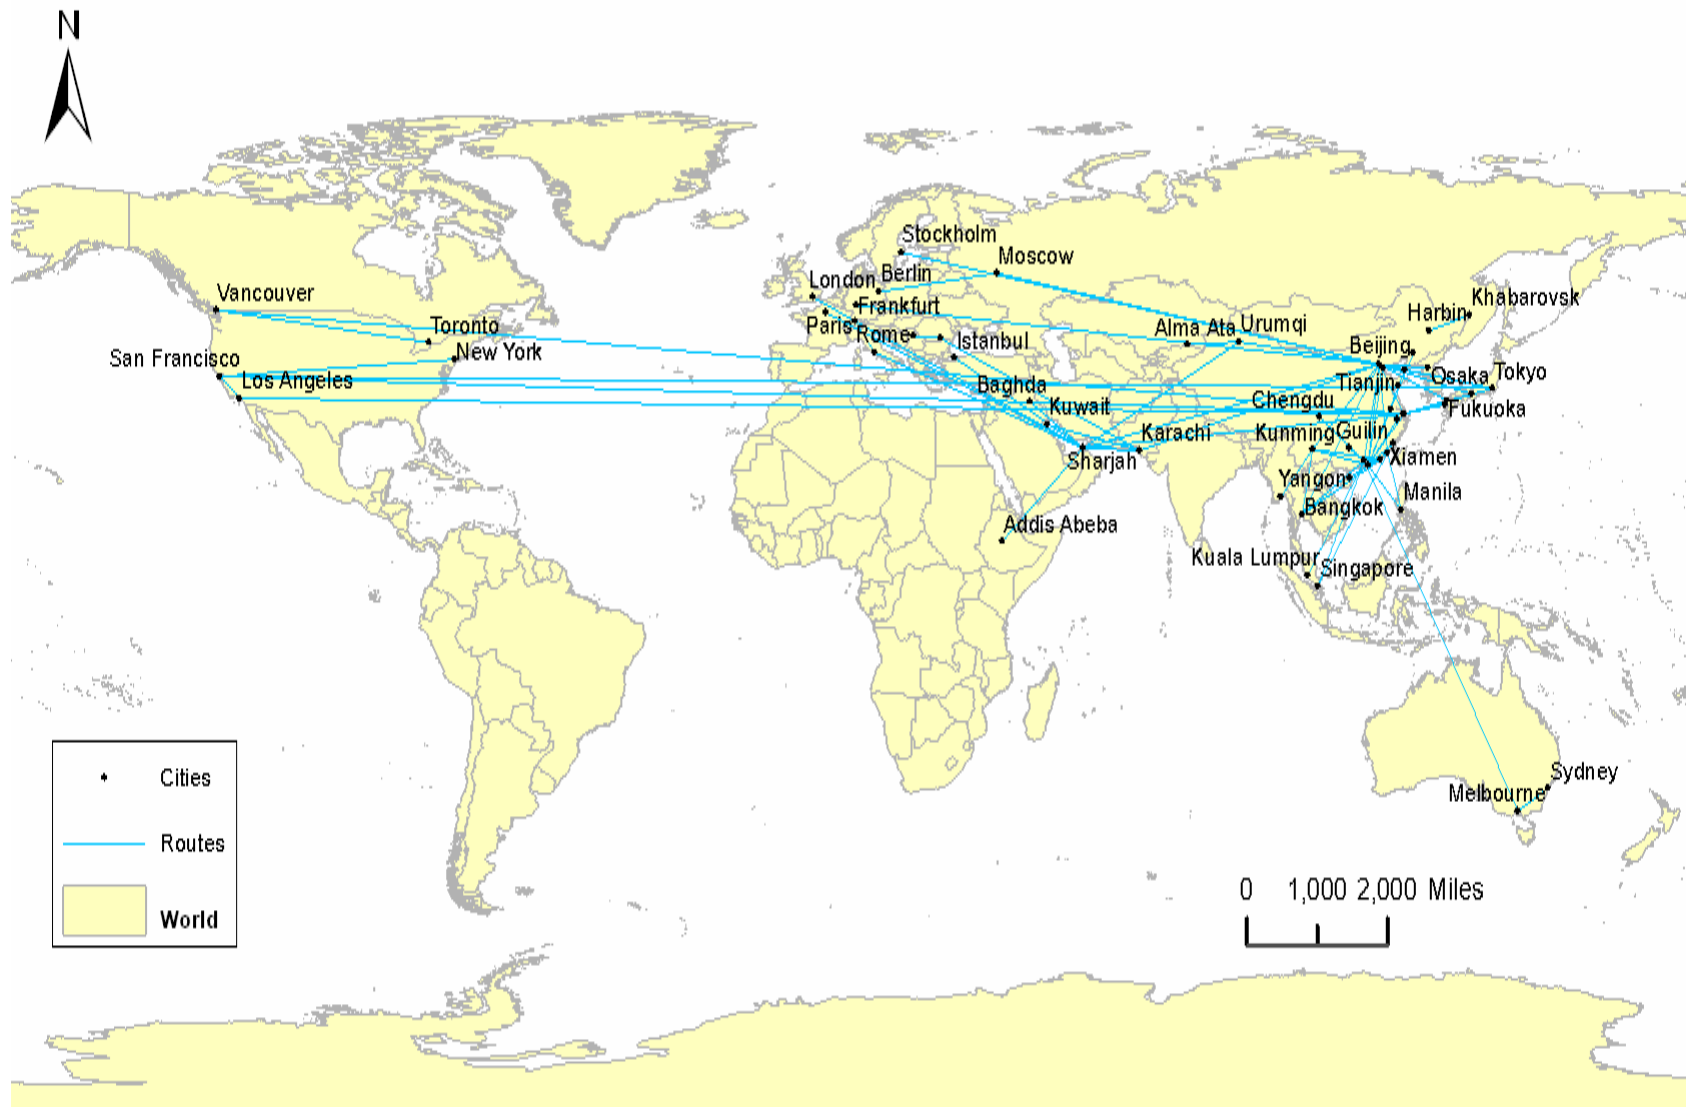 N
Stockholm
Moscow
London
Berlin
Vancouver
Frankfurt
Khabarovsk
Harbin
Toronto
Paris
Rome
Istanbul
Alma Ata
Urumqi
Beijing
San Francisco
New York
Los Angeles
Baghda
Tianjin
Osaka
Tokyo
Kuwait
Chengdu
Fukuoka
Karachi
Kunming
Guilin
Sharjah
Xiamen
Yangon
Manila
Bangkok
Addis Abeba
Kuala Lumpur
Singapore
Cities
Sydney
Melbourne
Routes
0 1,000 2,000 Miles
World